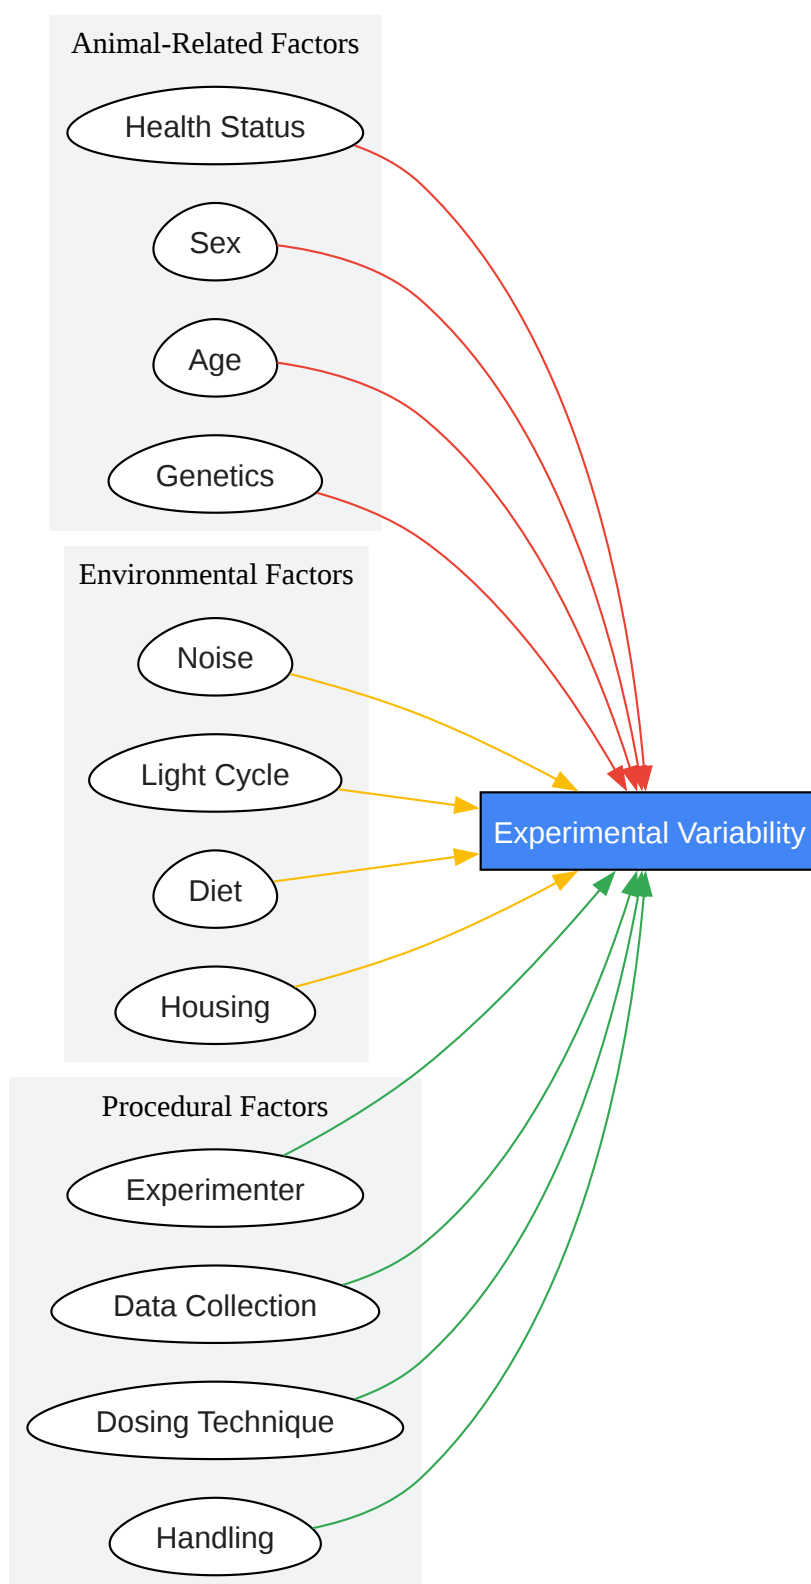 Animal-Related Factors
Health Status
Sex
Age
Genetics
Environmental Factors
Noise
Light Cycle
Diet
Housing
Experimental Variability
Procedural Factors
Experimenter
Data Collection
Dosing Technique
Handling